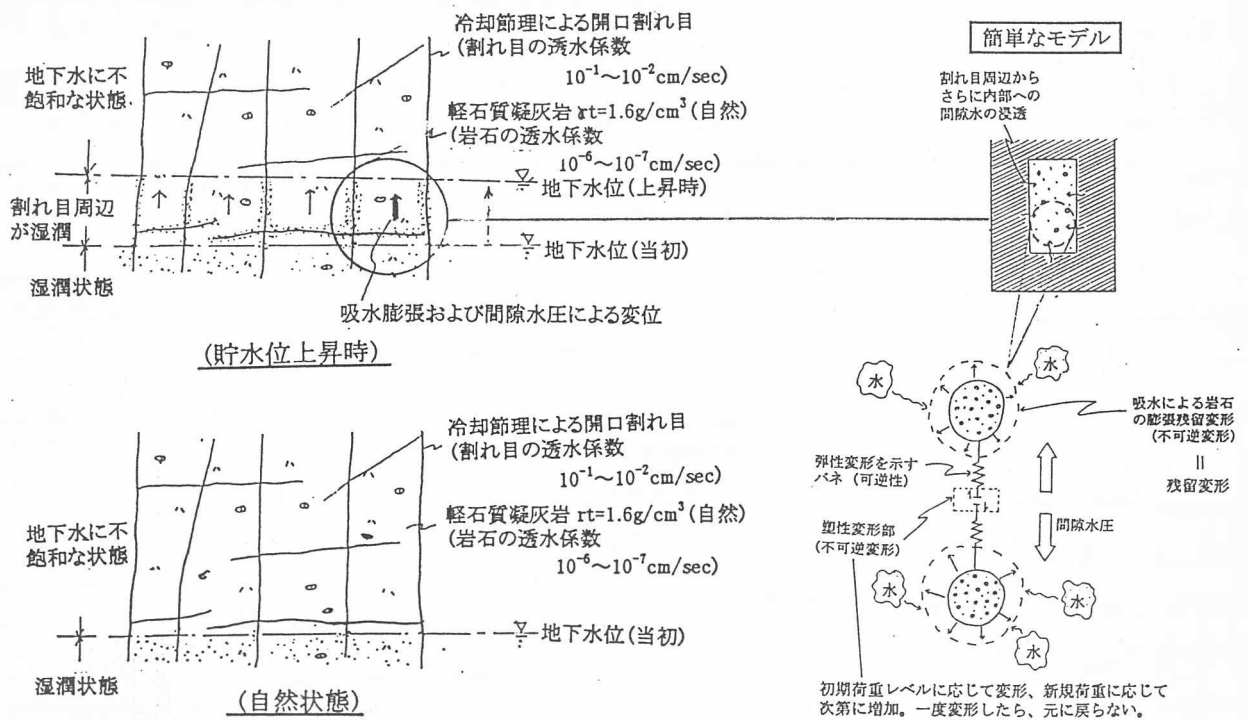 冷却節理による開口割れ目
(割れ目の透水係数
10⁻¹～10⁻²cm/sec)
地下水に不
飽和な状態
軽石質凝灰岩 rt=1.6g/cm³(自然)
(岩石の透水係数
10⁻⁶～10⁻⁷cm/sec)
地下水位(上昇時)
割れ目周辺
が湿潤
地下水位(当初)
湿潤状態
吸水膨張および間隙水圧による変位
(貯水位上昇時)
冷却節理による開口割れ目
(割れ目の透水係数
10⁻¹～10⁻²cm/sec)
地下水に不
飽和な状態
軽石質凝灰岩 rt=1.6g/cm³(自然)
(岩石の透水係数
10⁻⁶～10⁻⁷cm/sec)
地下水位(当初)
湿潤状態
(自然状態)
簡単なモデル
割れ目周辺から
さらに内部への
間隙水の浸透
水
水
吸水による岩石
の膨張残留変形
(不可逆変形)
||
残留変形
弾性変形を示す
バネ(可逆性)
塑性変形部
(不可逆変形)
間隙水圧
水
水
水
初期荷重レベルに応じて変形、新規荷重に応じて
次第に増加。一度変形したら、元に戻らない。